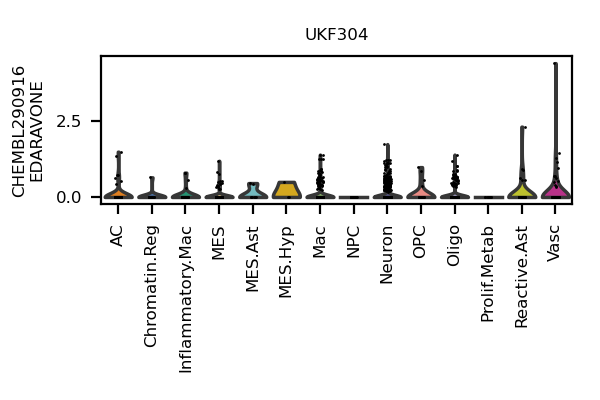 UKF304
CHEMBL290916
EDARAVONE
2.5
0.0
AC
Chromatin.Reg
Inflammatory.Mac
MES
MES.Ast
MES.Hyp
Mac
NPC
Neuron
OPC
Oligo
Prolif.Metab
Reactive.Ast
Vasc